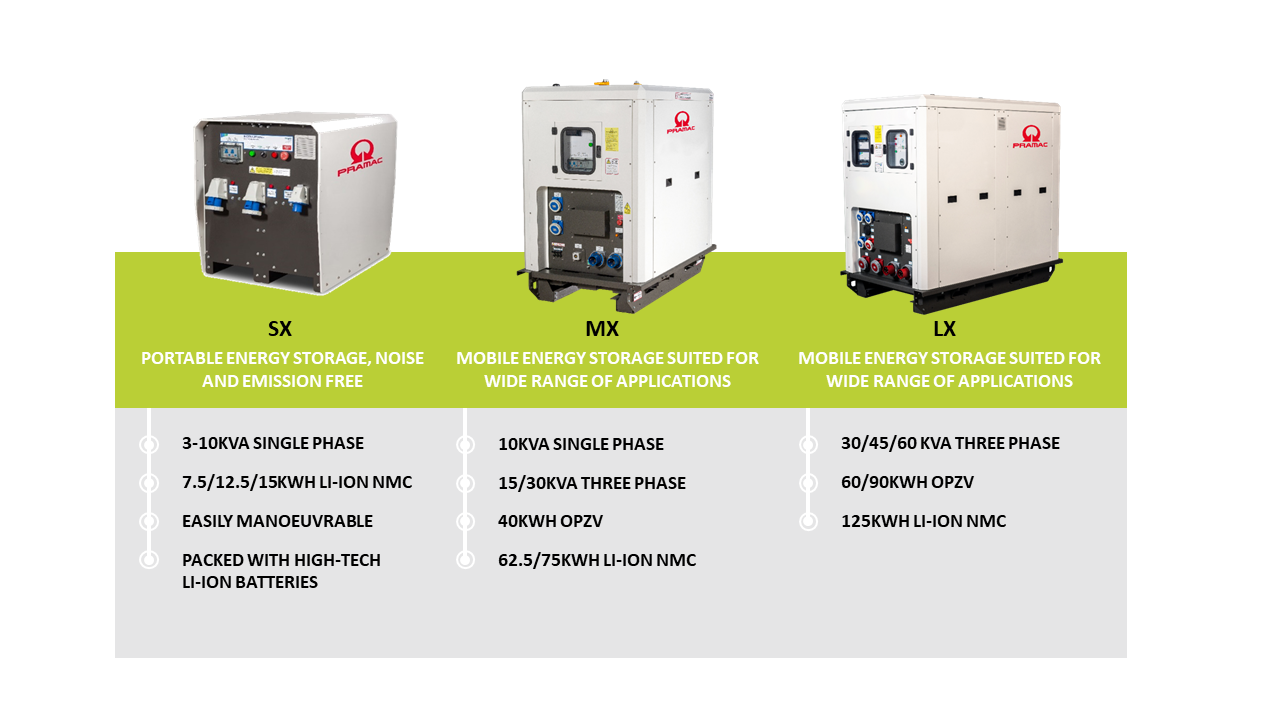 PRAMAC
PRAMAC
PRAMAC
SX
PORTABLE ENERGY STORAGE, NOISE
AND EMISSION FREE
3-10KVA SINGLE PHASE
7.5/12.5/15KWH LI-ION NMC
EASILY MANOEUVRABLE
PACKED WITH HIGH-TECH
LI-ION BATTERIES
MX
MOBILE ENERGY STORAGE SUITED FOR
WIDE RANGE OF APPLICATIONS
10KVA SINGLE PHASE
15/30KVA THREE PHASE
40KWH OPZV
62.5/75KWH LI-ION NMC
LX
MOBILE ENERGY STORAGE SUITED FOR
WIDE RANGE OF APPLICATIONS
30/45/60 KVA THREE PHASE
60/90KWH OPZV
125KWH LI-ION NMC